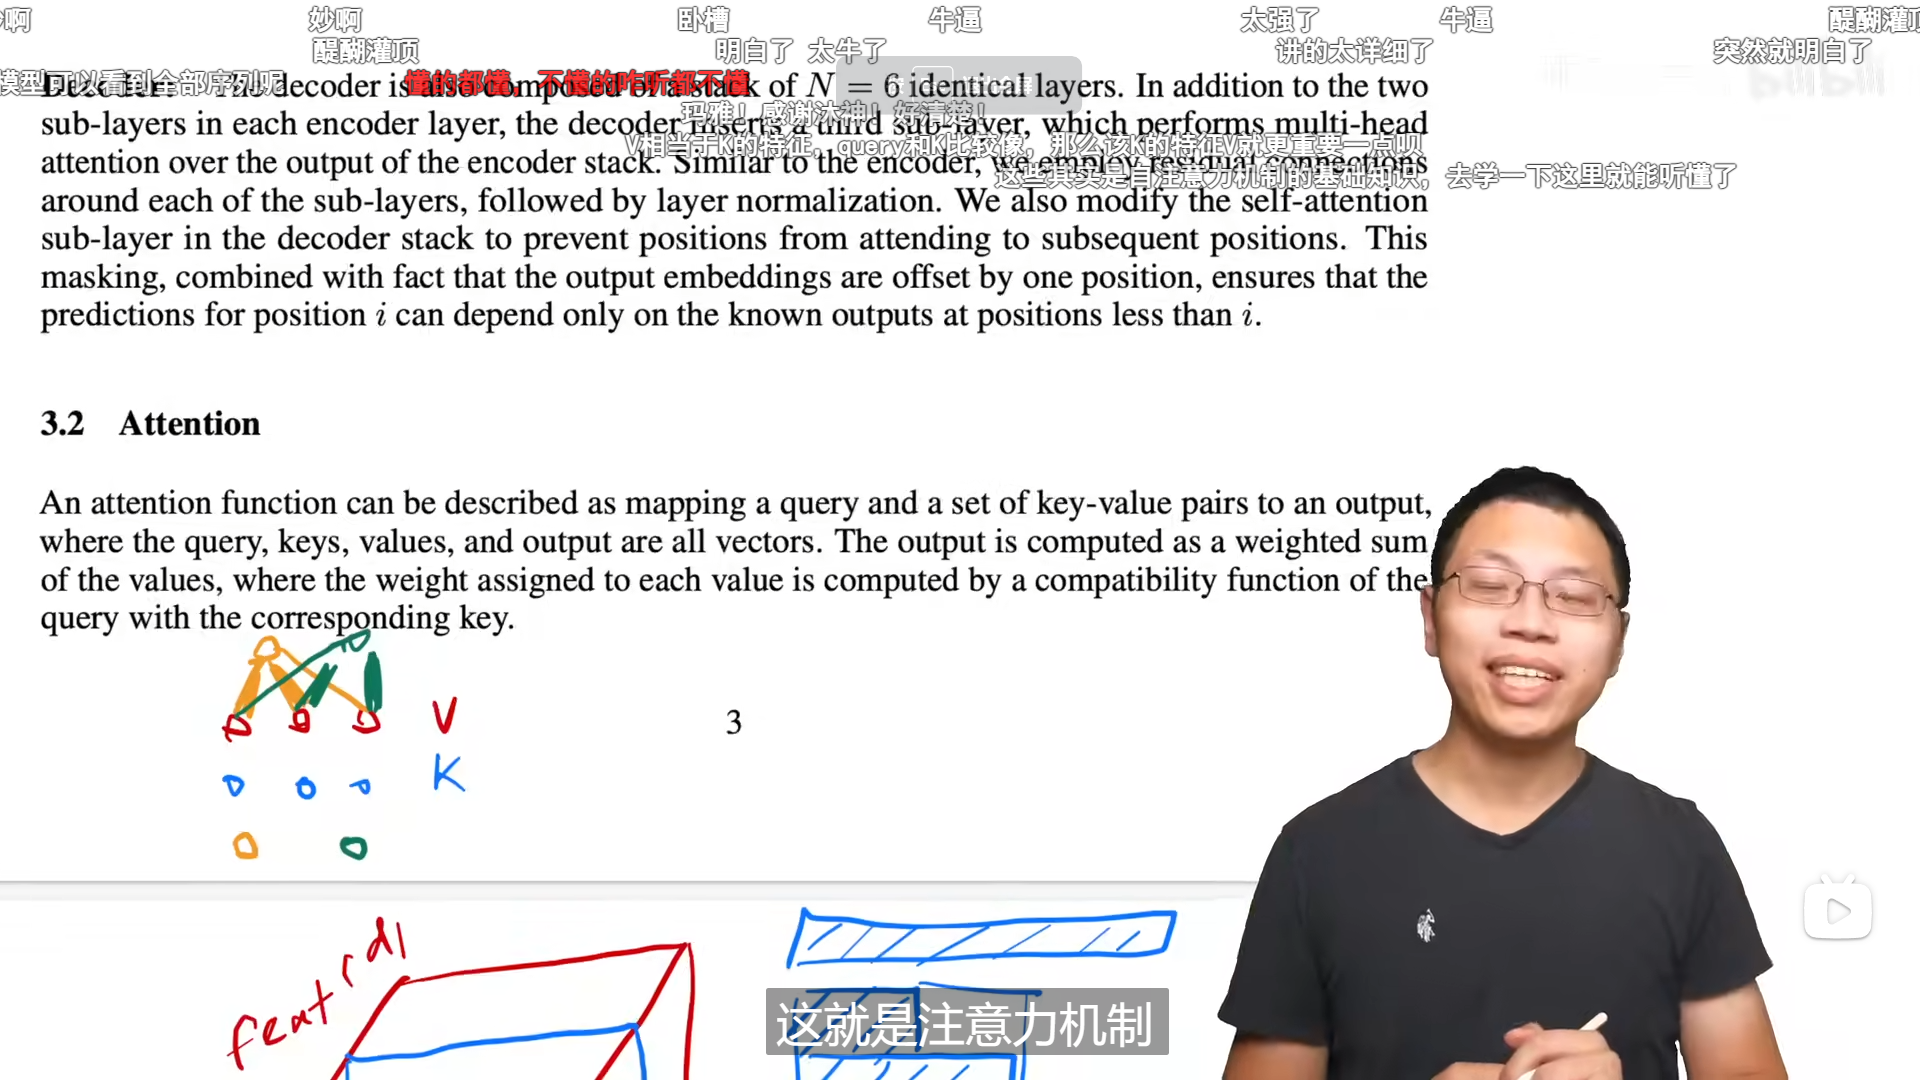 妙啊
卧槽
牛逼
太强了
牛逼
醍醐灌顶
醍醐灌顶
明白了
太牛了
讲的太详细了
突然就明白了
模型可以看到全部序列呢
懂的都懂，不懂的咋听都不懂
bilibili
Decoder: The decoder is also composed of a stack of N = 6 identical layers. In addition to the two
玛雅！感谢沐神！好清楚！
sub-layers in each encoder layer, the decoder inserts a third sub-layer, which performs multi-head
V相当于K的特征，query和K比较像，那么该K的特征V就更重要一点呗
attention over the output of the encoder stack. Similar to the encoder, we employ residual connections
这些其实是自注意力机制的基础知识，去学一下这里就能听懂了
around each of the sub-layers, followed by layer normalization. We also modify the self-attention
sub-layer in the decoder stack to prevent positions from attending to subsequent positions. This
masking, combined with fact that the output embeddings are offset by one position, ensures that the
predictions for position i can depend only on the known outputs at positions less than i.
3.2 Attention
An attention function can be described as mapping a query and a set of key-value pairs to an output,
where the query, keys, values, and output are all vectors. The output is computed as a weighted sum
of the values, where the weight assigned to each value is computed by a compatibility function of the
query with the corresponding key.
V
3
K
feat
这就是注意力机制